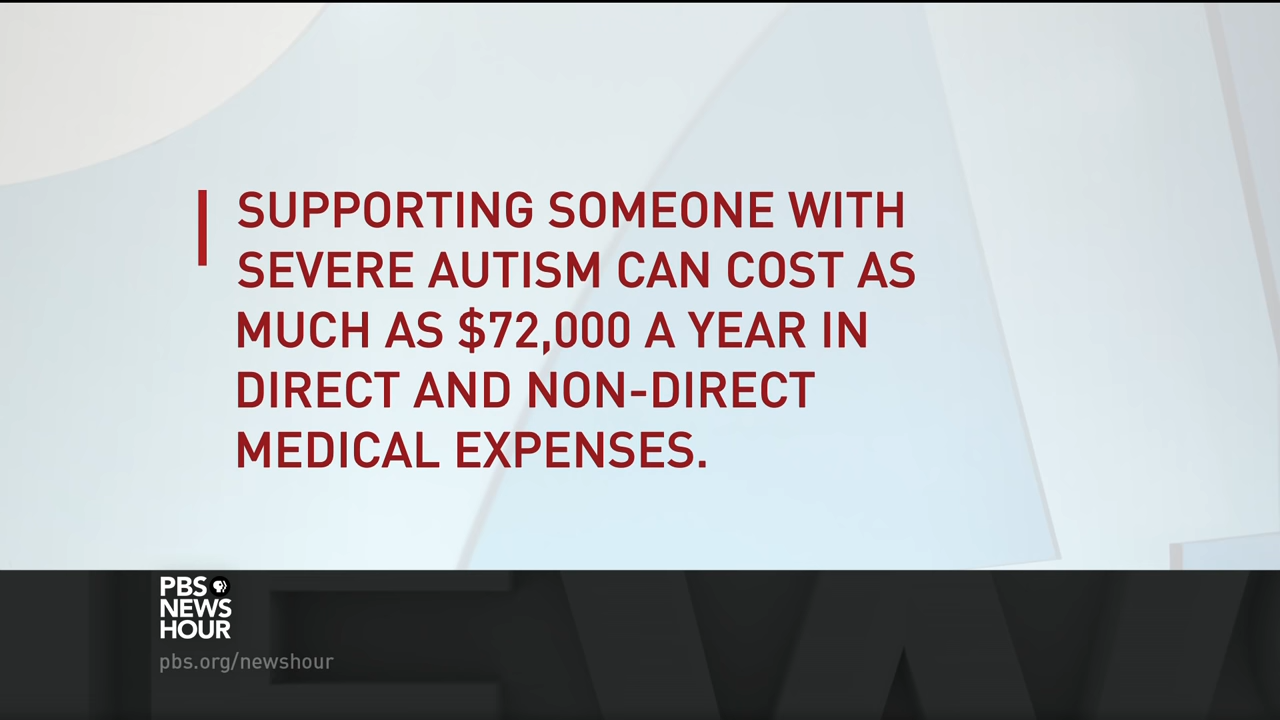 SUPPORTING SOMEONE WITH
SEVERE AUTISM CAN COST AS
MUCH AS $72,000 A YEAR IN
DIRECT AND NON-DIRECT
MEDICAL EXPENSES.
PBS
NEWS
HOUR
pbs.org/newshour